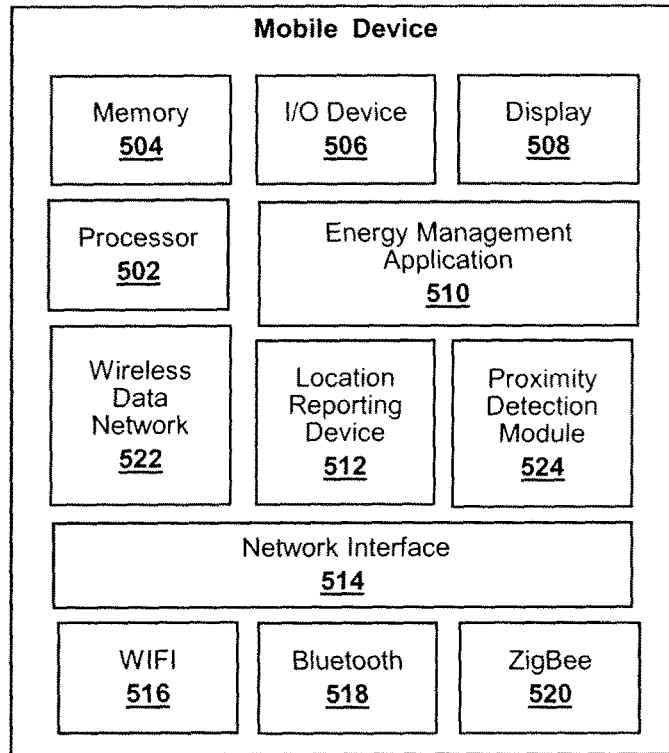 Mobile Device
Memory
504
I/O Device
506
Display
508
Processor
502
Energy Management
Application
510
Wireless
Data
Network
522
Location
Reporting
Device
512
Proximity
Detection
Module
524
Network Interface
514
WIFI
516
Bluetooth
518
ZigBee
520